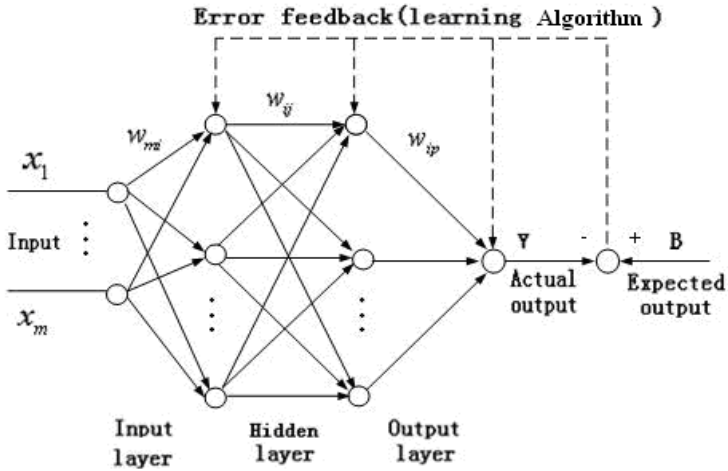 Error feedback(learning Algorithm )
w_ij
w_mi
w_ip
x_1
Input
x_m
Y
-
+
B
Actual
output
Expected
output
Input
layer
Hidden
layer
Output
layer